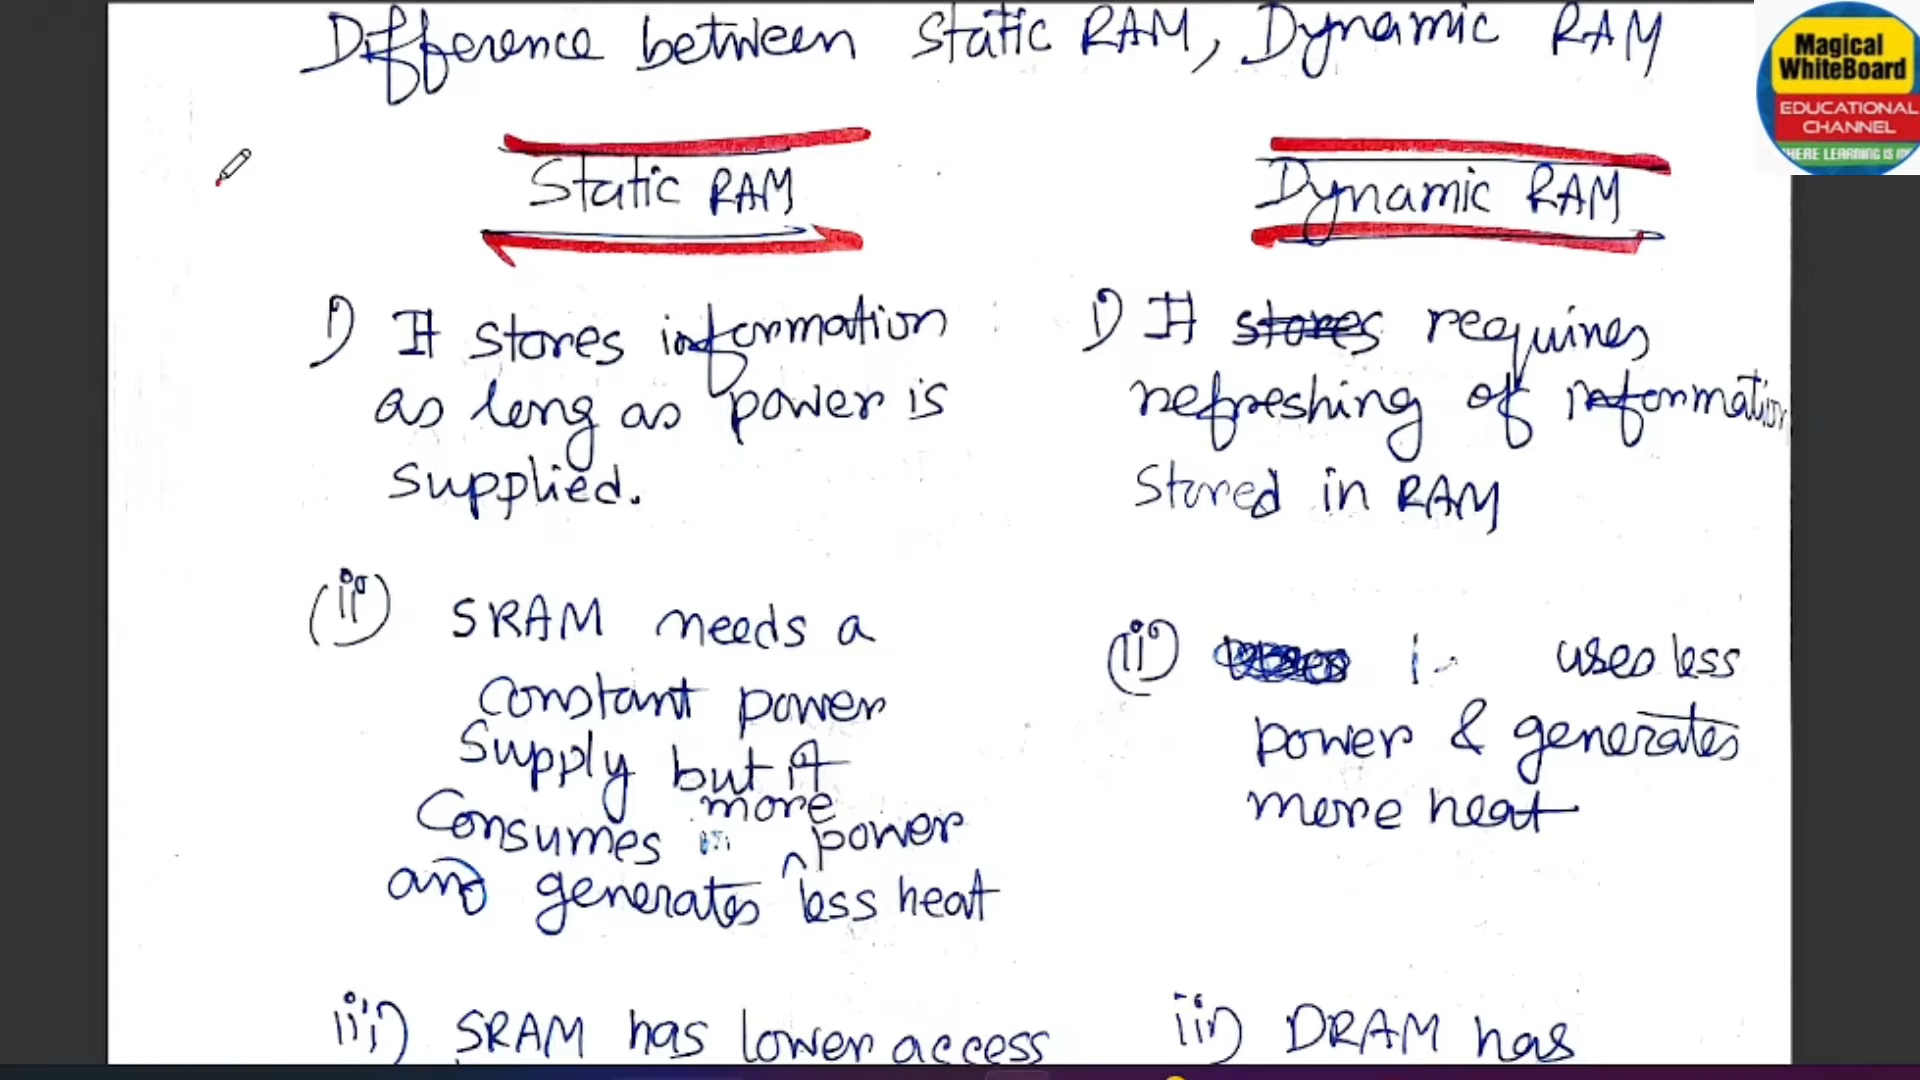 Difference between Static RAM, Dynamic RAM
Magical
WhiteBoard
EDUCATIONAL
CHANNEL
Static RAM
Dynamic RAM
i) It stores information
as long as power is
supplied.
i) It stores requires
refreshing of information
stored in RAM
(ii) SRAM needs a
constant power
supply but it
consumes more power
and generates less heat
(ii) uses less
power & generates
more heat
iii) SRAM has lower access
iii) DRAM has